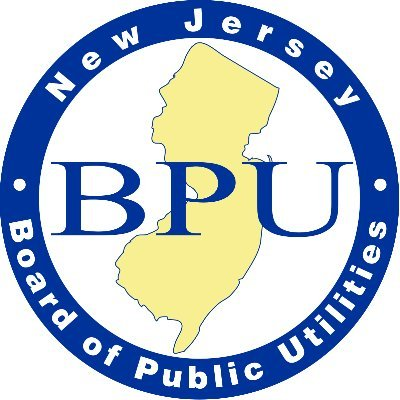 New Jersey
BPU
Board of Public Utilities